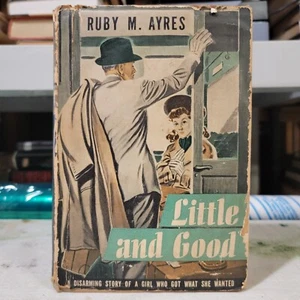 RUBY M. AYRES
Little
and Good
A DISARMING STORY OF A GIRL WHO GOT WHAT SHE WANTED